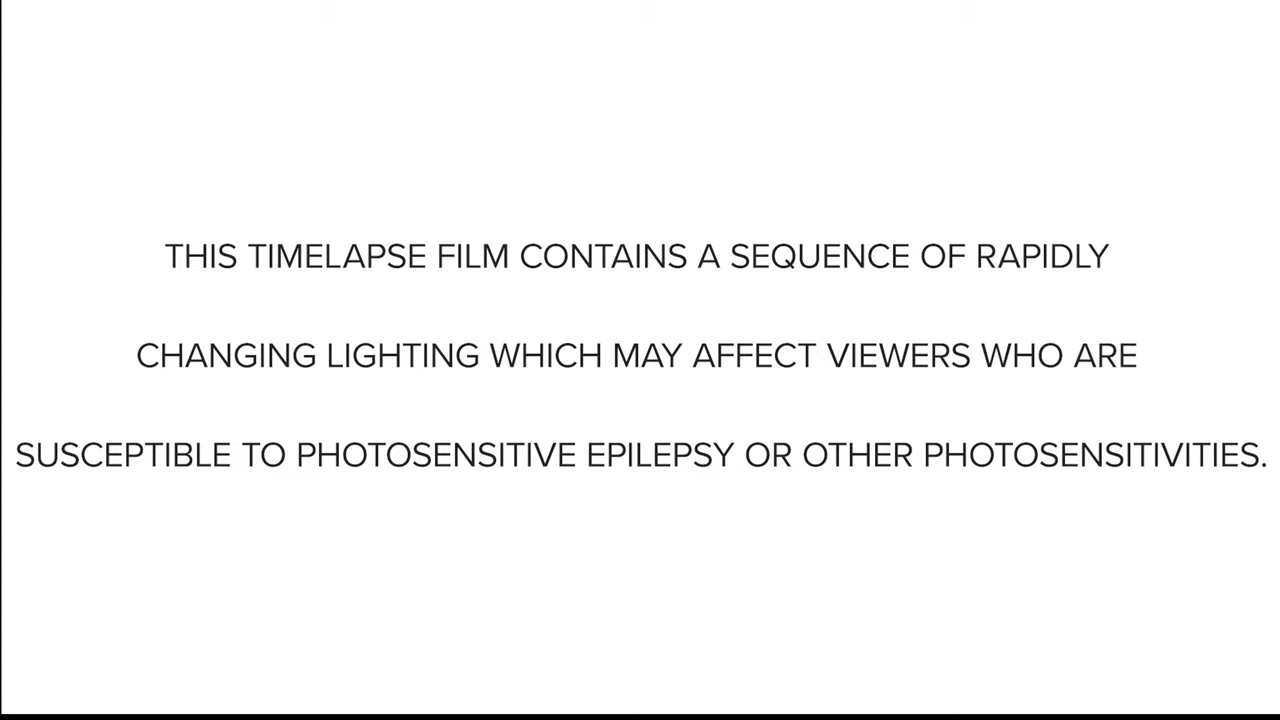 THIS TIMELAPSE FILM CONTAINS A SEQUENCE OF RAPIDLY
CHANGING LIGHTING WHICH MAY AFFECT VIEWERS WHO ARE
SUSCEPTIBLE TO PHOTOSENSITIVE EPILEPSY OR OTHER PHOTOSENSITIVITIES.